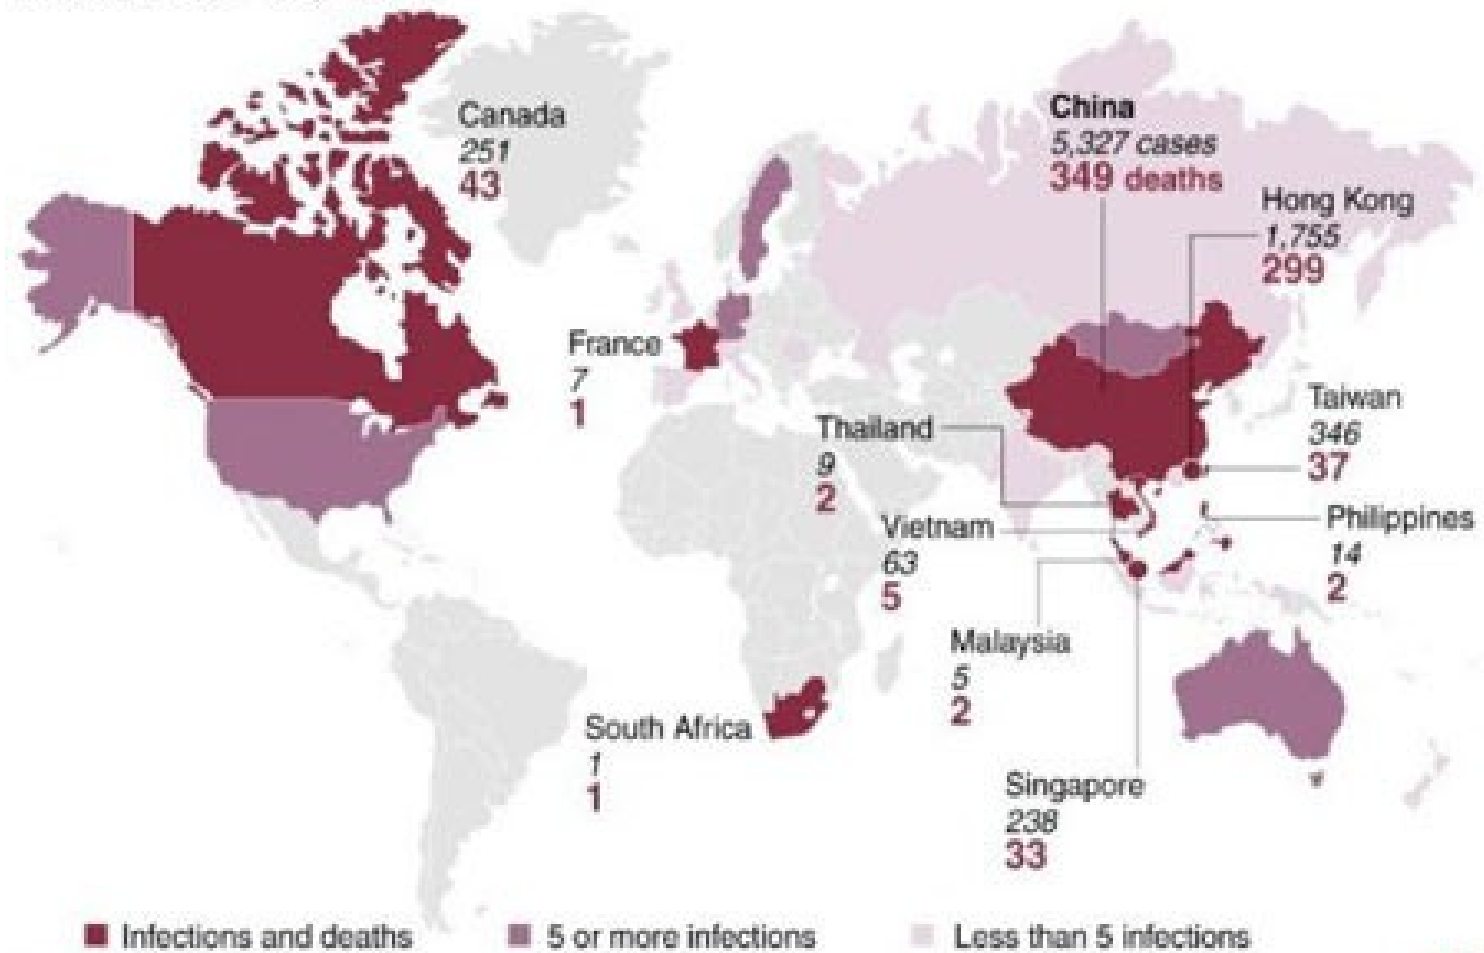 Canada
251
43
China
5,327 cases
349 deaths
Hong Kong
1,755
299
France
7
1
Thailand
9
2
Taiwan
346
37
Vietnam
63
5
Philippines
14
2
Malaysia
5
2
South Africa
1
1
Singapore
238
33
Infections and deaths
5 or more infections
Less than 5 infections